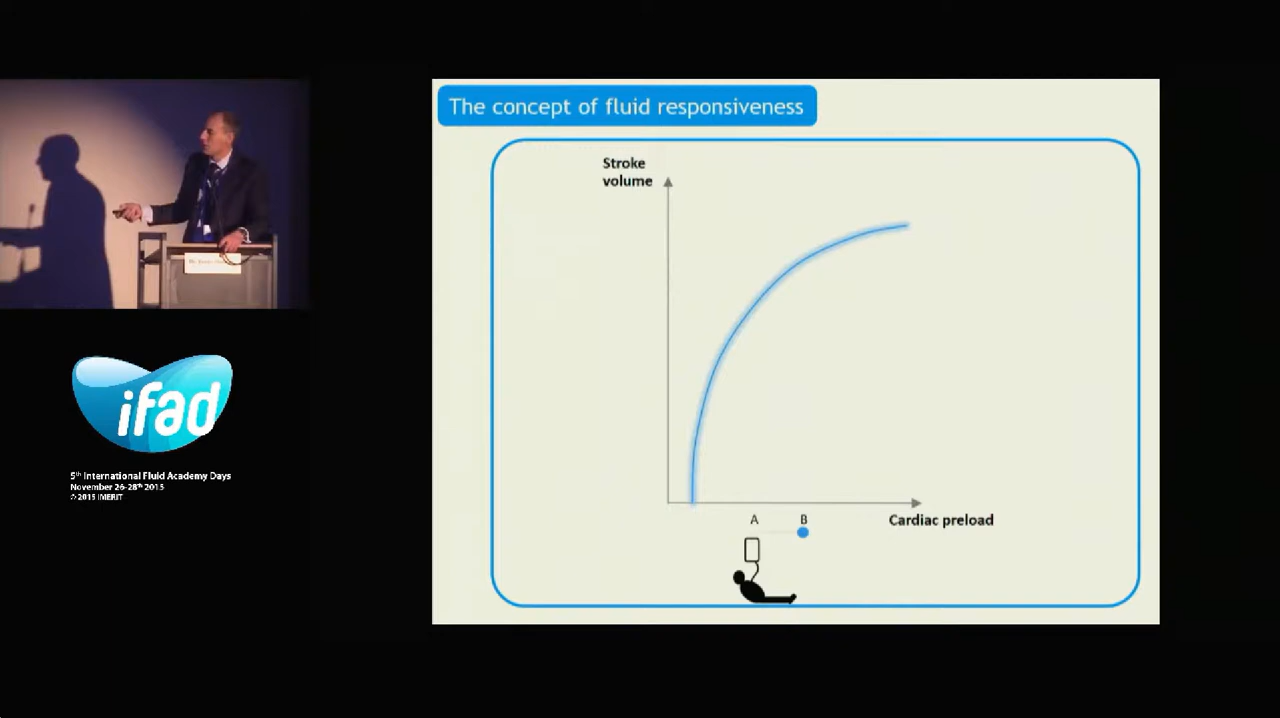 The concept of fluid responsiveness
Stroke
volume
A B
Cardiac preload
ifad
5th International Fluid Academy Days
November 26-28th 2015
© 2015 IMERIT